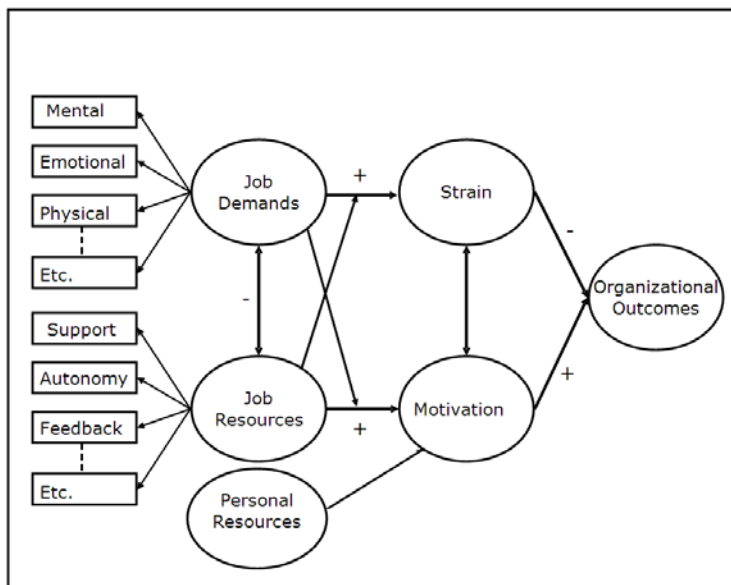 Mental
Emotional
Physical
Etc.
Support
Autonomy
Feedback
Etc.
Job
Demands
Job
Resources
Personal
Resources
+
-
+
Strain
Motivation
-
+
Organizational
Outcomes